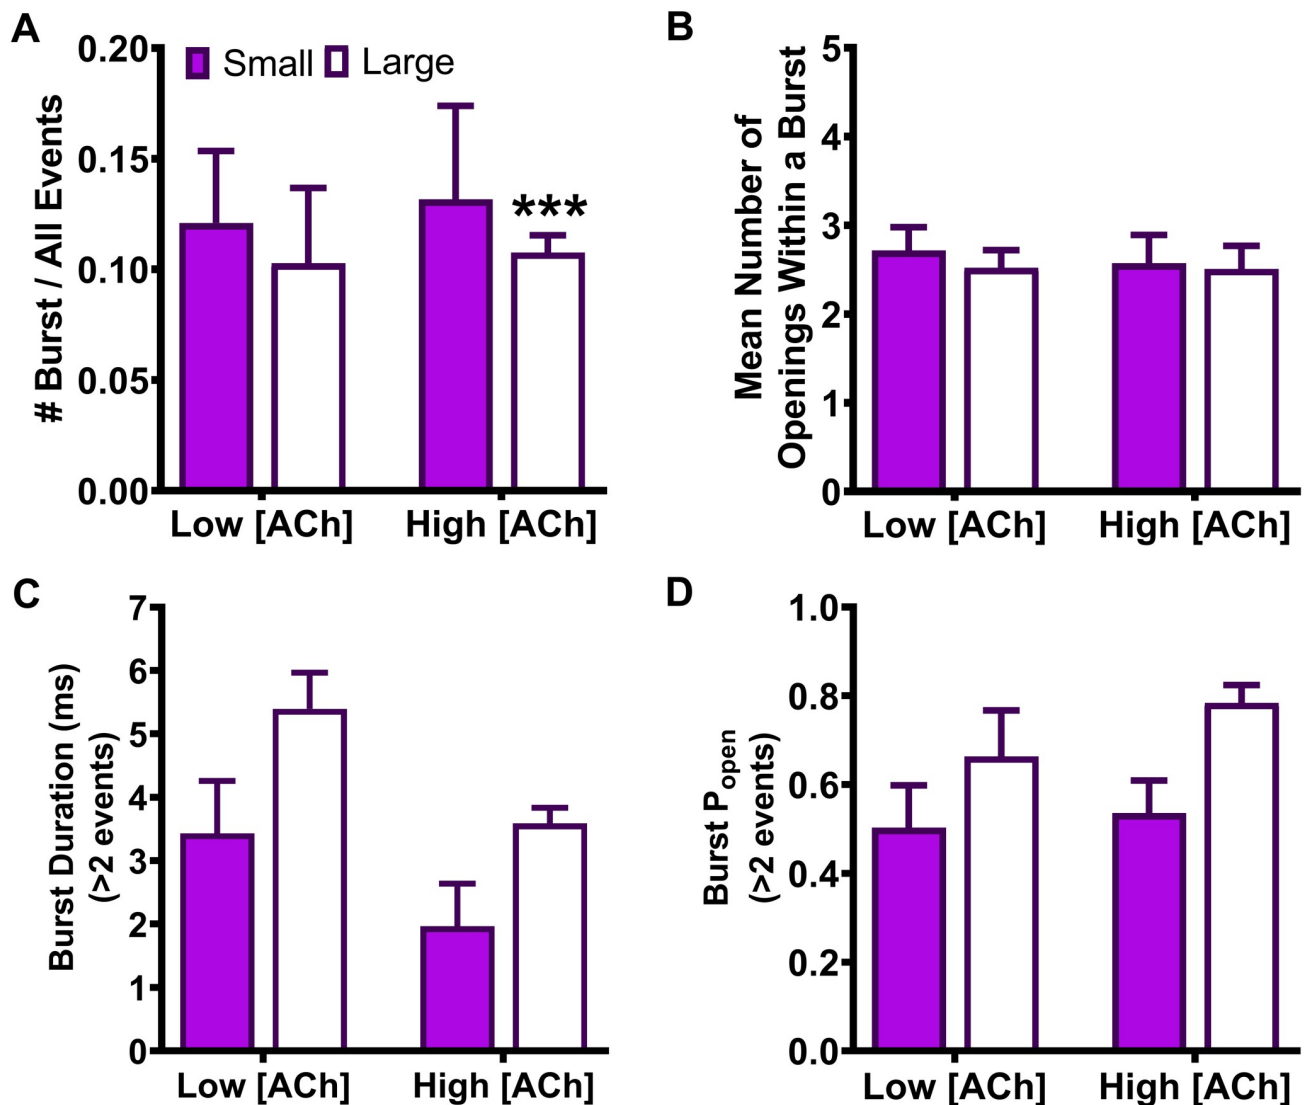 A
# Burst / All Events
0.20
0.15
0.10
0.05
0.00
Small Large
***
Low [ACh] High [ACh]
B
Mean Number of
Openings Within a Burst
5
4
3
2
1
0
Low [ACh] High [ACh]
C
Burst Duration (ms)
(>2 events)
7
6
5
4
3
2
1
0
Low [ACh] High [ACh]
D
Burst Popen
(>2 events)
1.0
0.8
0.6
0.4
0.2
0.0
Low [ACh] High [ACh]